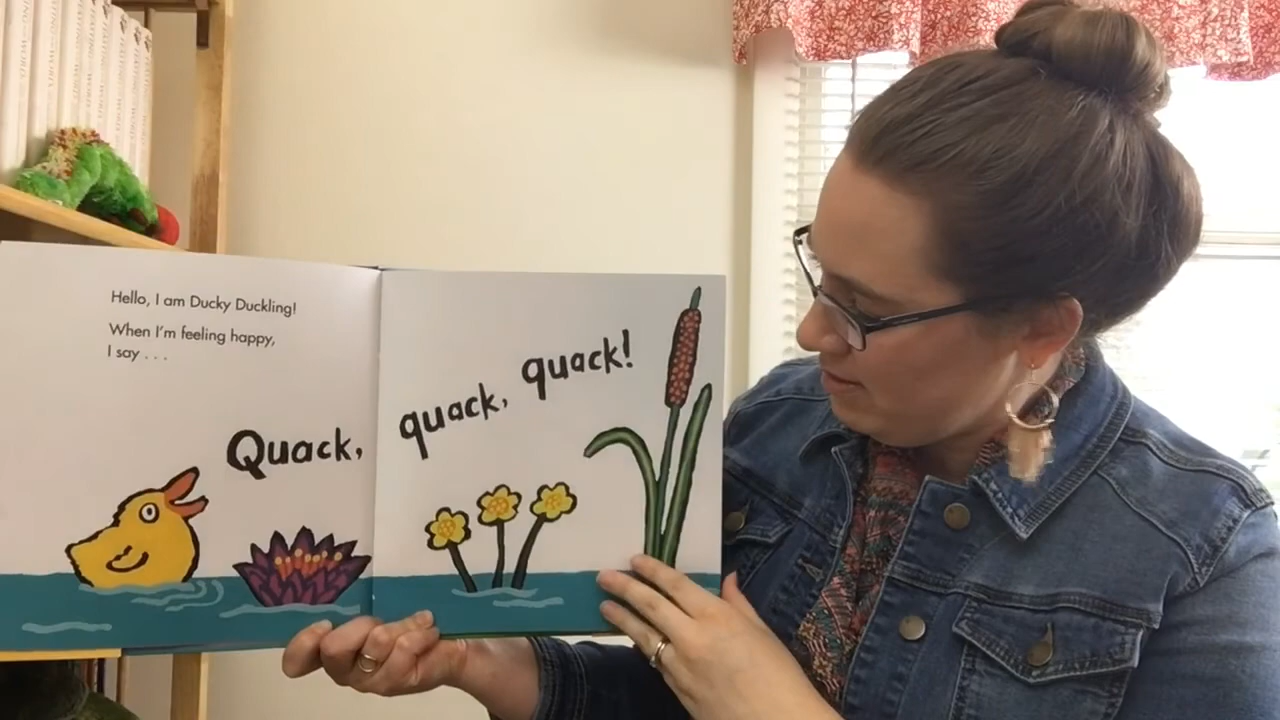 Hello, I am Ducky Duckling!
When I'm feeling happy,
I say . . .
Quack, quack, quack!